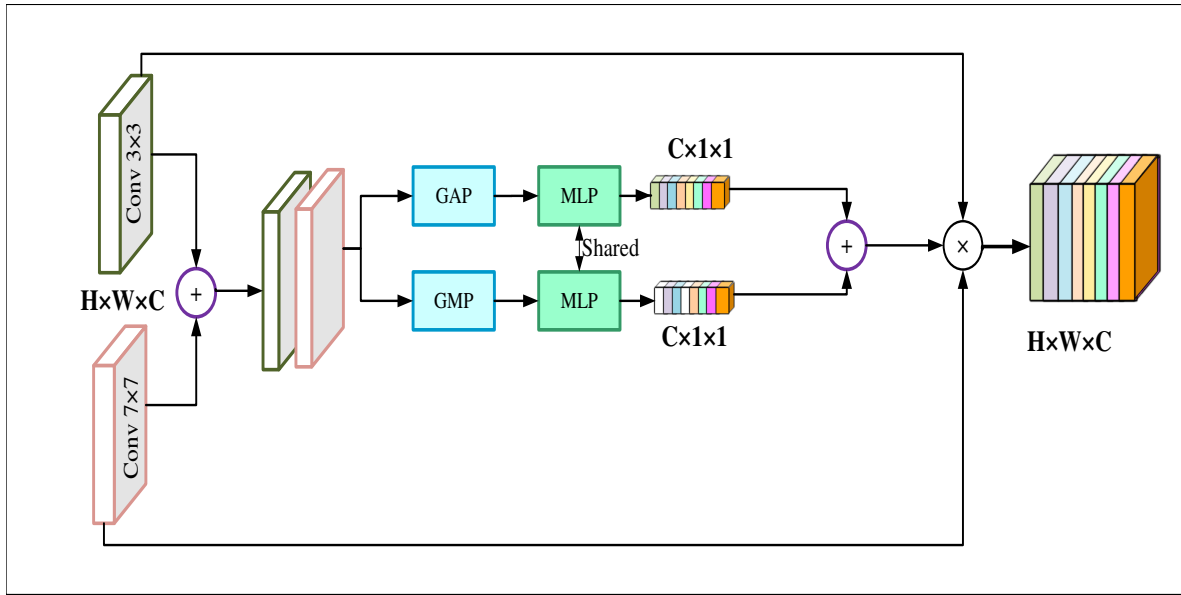 Conv 3×3
H×W×C
+
Conv 7×7
GAP
MLP
C×1×1
Shared
GMP
MLP
C×1×1
+
×
H×W×C